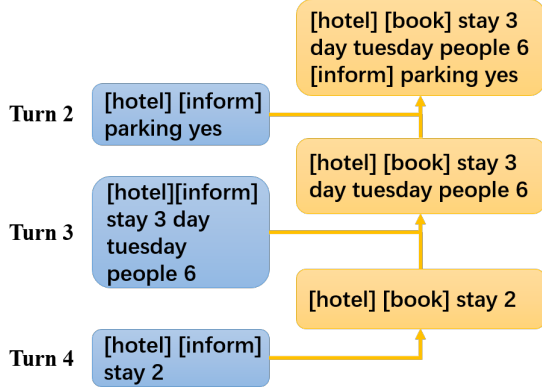 [hotel] [book] stay 3
day tuesday people 6
[inform] parking yes
Turn 2
[hotel] [inform]
parking yes
[hotel] [book] stay 3
day tuesday people 6
Turn 3
[hotel][inform]
stay 3 day
tuesday
people 6
[hotel] [book] stay 2
Turn 4
[hotel] [inform]
stay 2